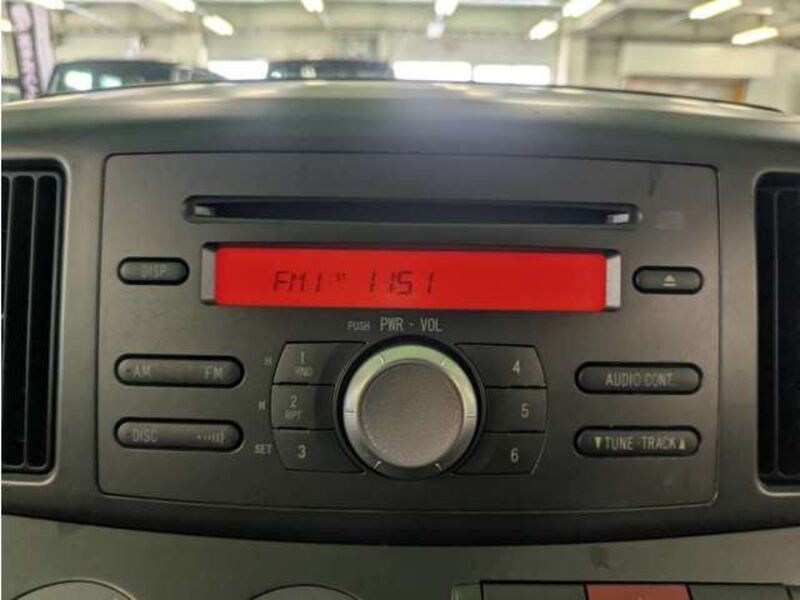 DISP
FM1 ST 11:51
PUSH PWR · VOL
AM FM
DISC
H 1 RND
M 2 RPT
SET 3
4
5
6
AUDIO CONT.
▼TUNE·TRACK▲